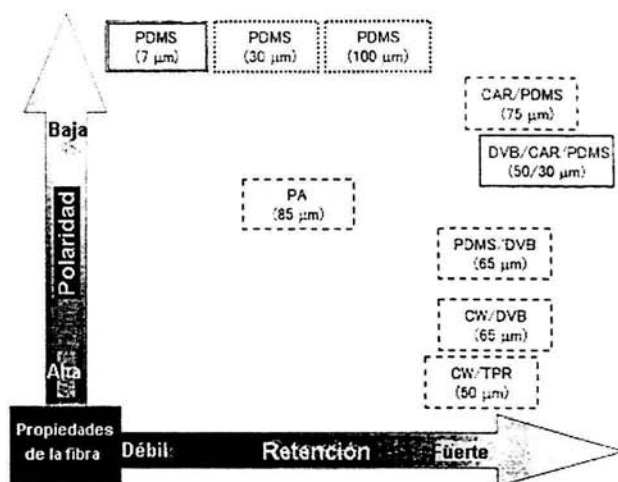 PDMS
(7 µm)
PDMS
(30 µm)
PDMS
(100 µm)
CAR/PDMS
(75 µm)
DVB/CAR/PDMS
(50/30 µm)
PA
(85 µm)
PDMS/DVB
(65 µm)
CW/DVB
(65 µm)
CW/TPR
(50 µm)
Baja
Polaridad
Alta
Propiedades
de la fibra
Débil
Retención
Fuerte